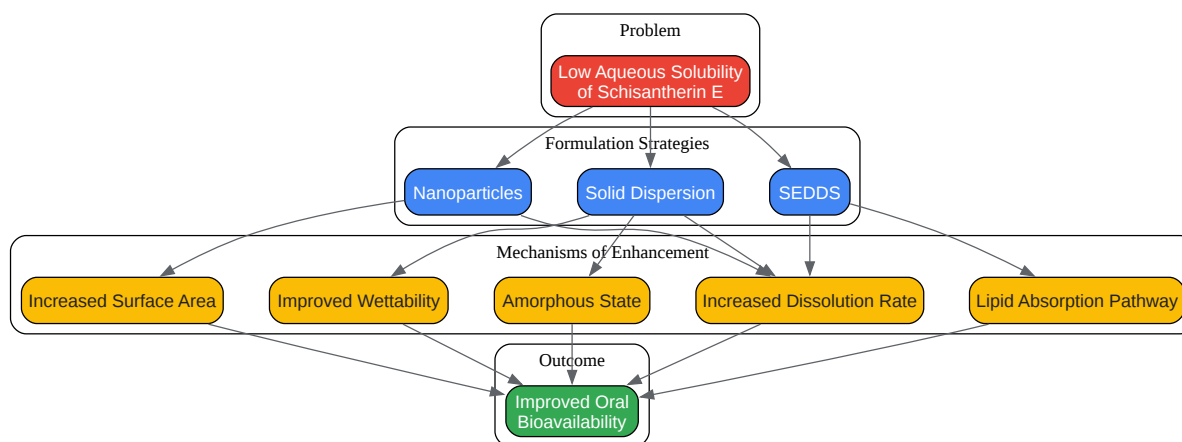 Problem
Low Aqueous Solubility
of Schisantherin E
Formulation Strategies
Nanoparticles
Solid Dispersion
SEDDS
Mechanisms of Enhancement
Increased Surface Area
Improved Wettability
Amorphous State
Increased Dissolution Rate
Lipid Absorption Pathway
Outcome
Improved Oral
Bioavailability